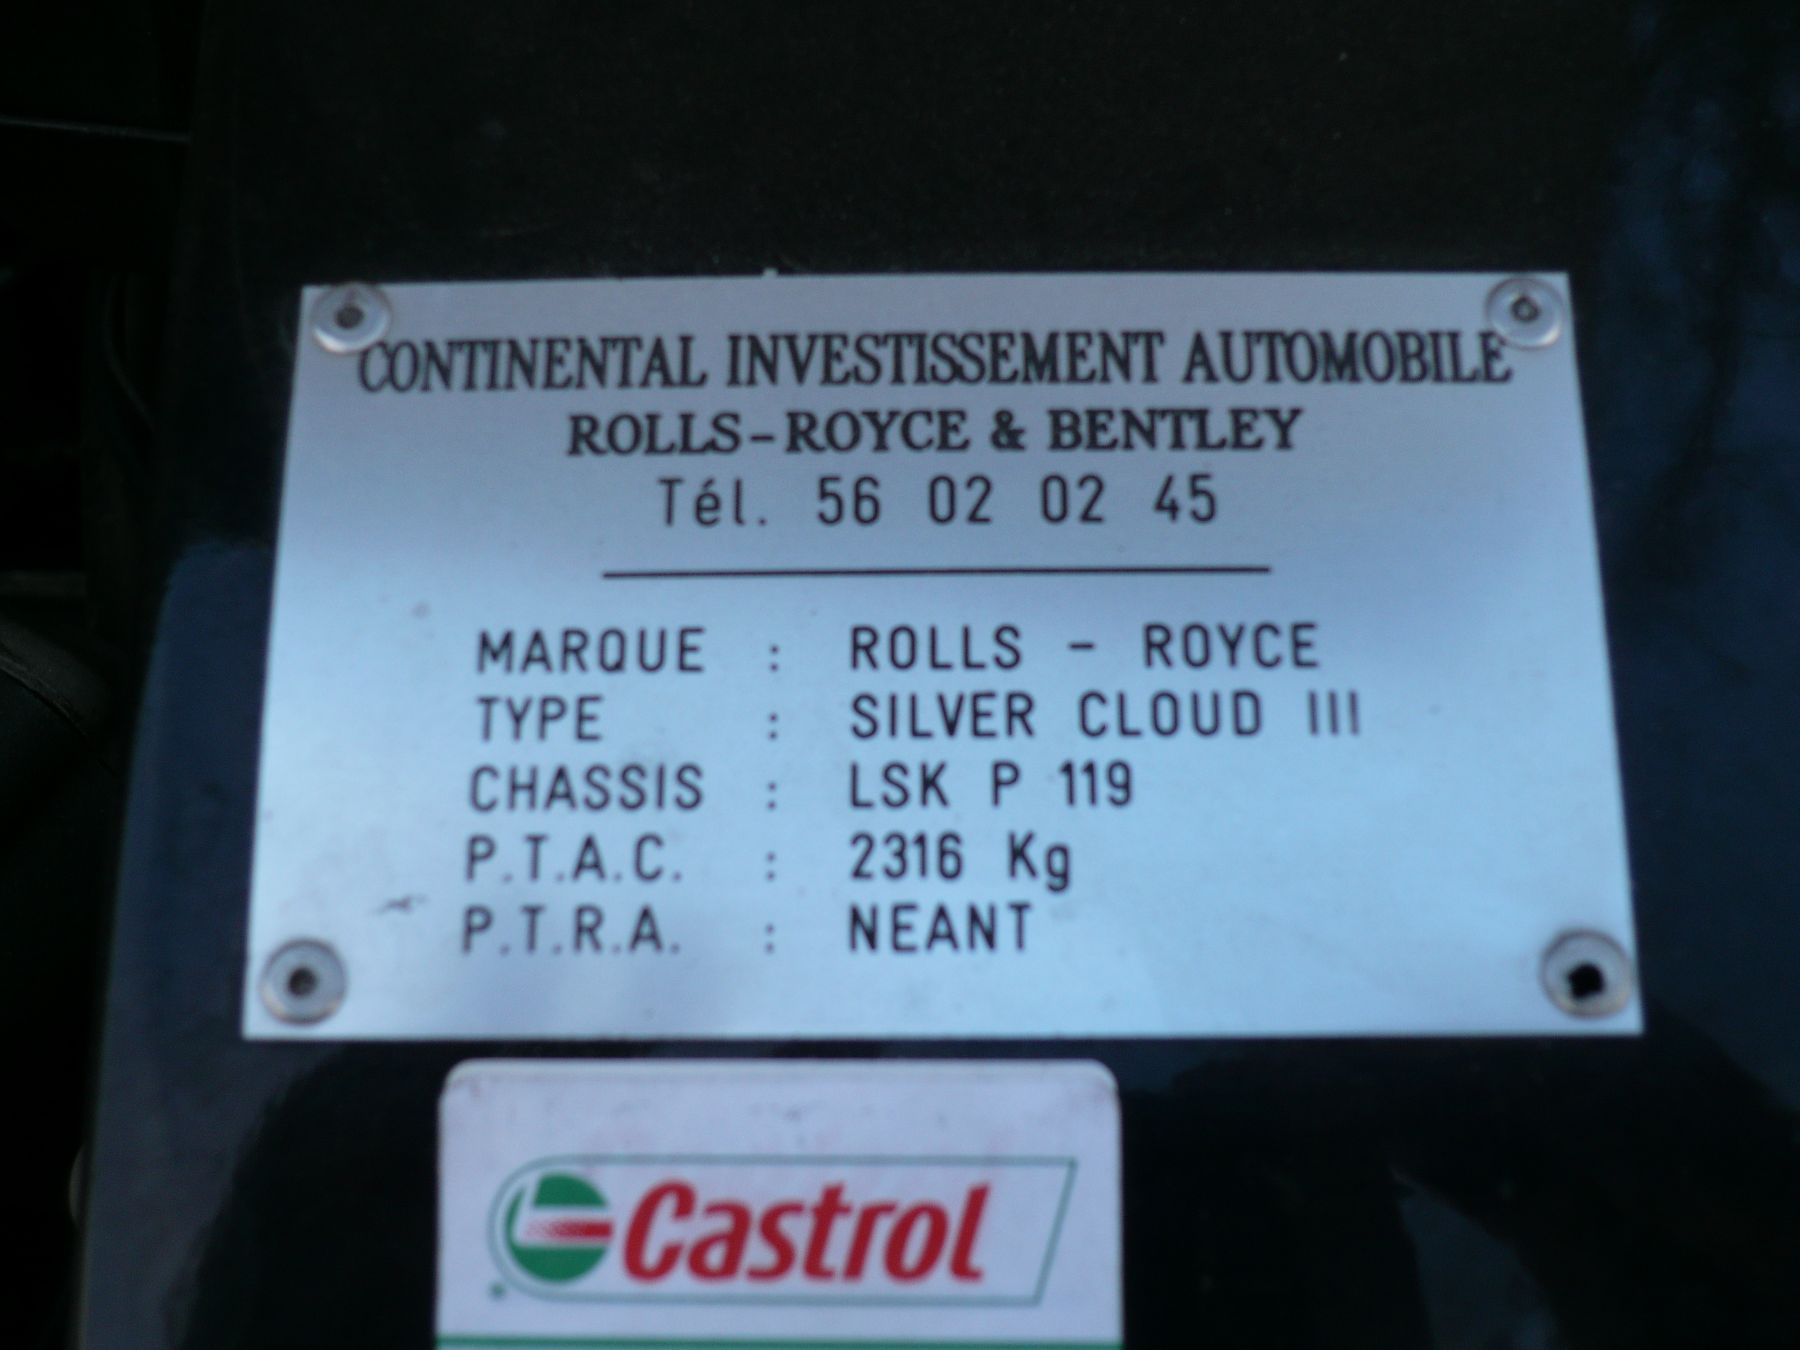 CONTINENTAL INVESTISSEMENT AUTOMOBILE
ROLLS-ROYCE & BENTLEY
Tél. 56 02 02 45
MARQUE : ROLLS - ROYCE
TYPE : SILVER CLOUD III
CHASSIS : LSK P 119
P.T.A.C. : 2316 Kg
P.T.R.A. : NEANT
Castrol